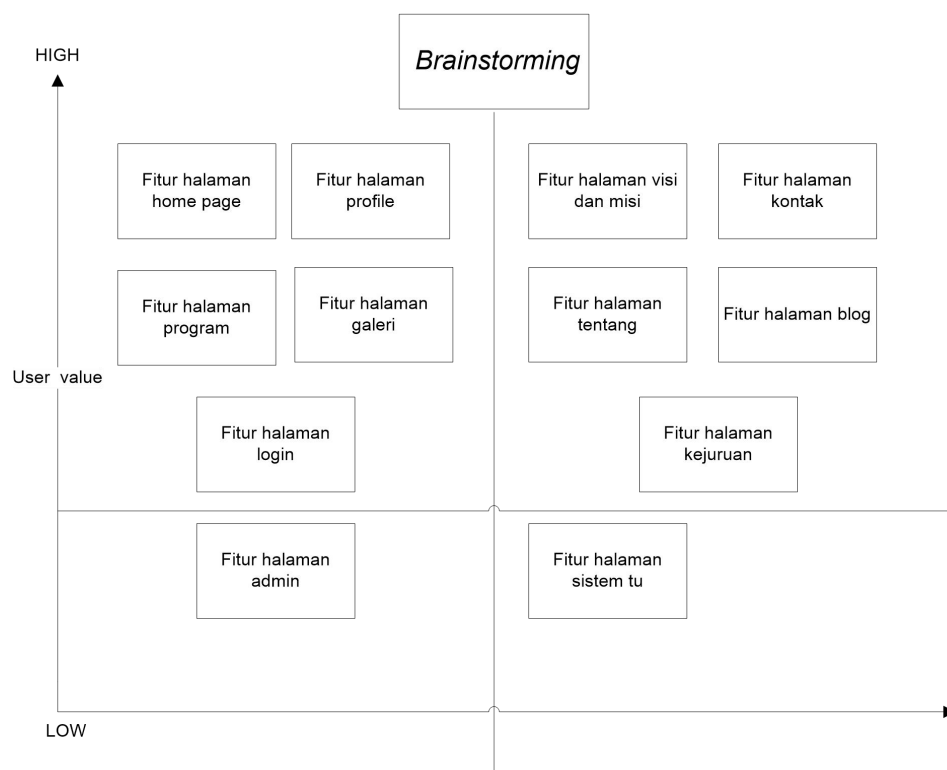 HIGH
Brainstorming
Fitur halaman
home page
Fitur halaman
profile
Fitur halaman visi
dan misi
Fitur halaman
kontak
Fitur halaman
program
Fitur halaman
galeri
Fitur halaman
tentang
Fitur halaman blog
User value
Fitur halaman
login
Fitur halaman
kejuruan
Fitur halaman
admin
Fitur halaman
sistem tu
LOW